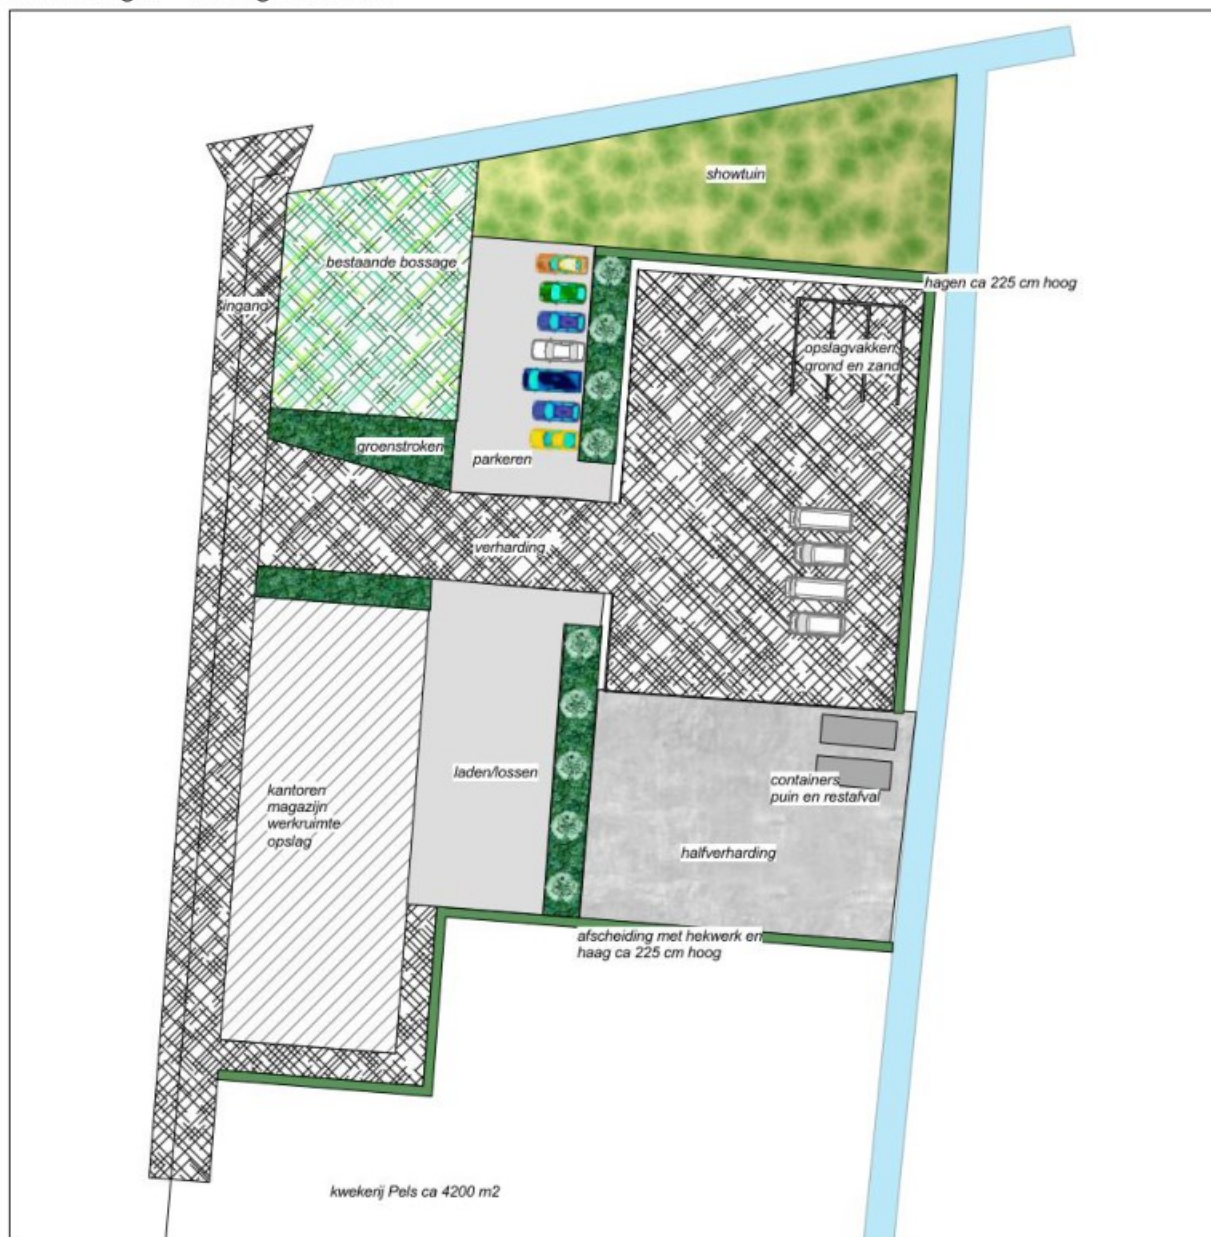 showtuin
bestaande bossage
hagen ca 225 cm hoog
ingang
opslagvakken
grond en zand
groenstroken
parkeren
verharding
laden/lossen
containers
puin en restafval
kantoren
magazijn
werkruimte
opslag
halfverharding
afscheiding met hekwerk en
haag ca 225 cm hoog
kwekerij Pels ca 4200 m2